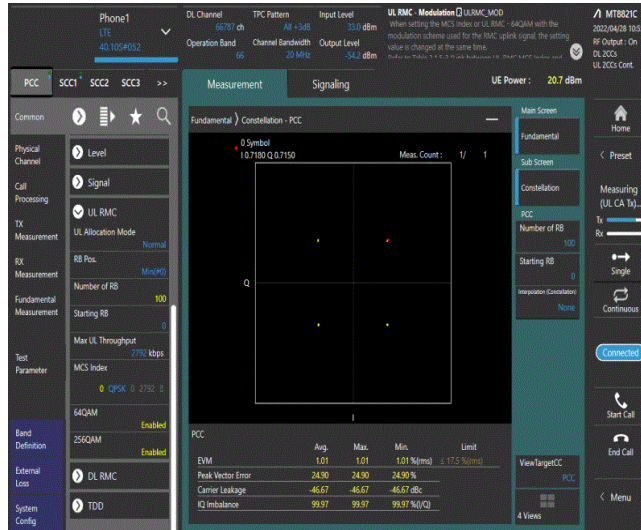 Phone1
LTE
40.10S#052
DL Channel
66787 ch
TPC Pattern
All +3dB
Input Level
33.0 dBm
Operation Band
66
Channel Bandwidth
20 MHz
Output Level
-54.2 dBm
UL RMC - Modulation ULRMC_MOD
When setting the MCS Index or UL RMC - 64QAM with the
modulation scheme used for the RMC uplink signal, the setting
value is changed at the same time.
MT8821C
2022/04/28 10:5
RF Output : On
DL 2CCs
UL 2CCs Cont.
PCC
SCC1
SCC2
SCC3
>>
Measurement
Signaling
UE Power : 20.7 dBm
Common
Physical
Channel
Call
Processing
TX
Measurement
RX
Measurement
Fundamental
Measurement
Test
Parameter
Band
Definition
External
Loss
System
Config
Level
Signal
UL RMC
UL Allocation Mode
Normal
RB Pos.
Min(#0)
Number of RB
100
Starting RB
0
Max UL Throughput
2792 kbps
MCS Index
0 QPSK 0 2792 2
64QAM
Enabled
256QAM
Enabled
DL RMC
TDD
Fundamental 〉 Constellation - PCC
0 Symbol
I 0.7180 Q 0.7150
Meas. Count : 1/ 1
Q
I
PCC
Avg. Max. Min. Limit
EVM 1.01 1.01 1.01 %(rms) ± 17.5 %(rms)
Peak Vector Error 24.90 24.90 24.90 %
Carrier Leakage -46.67 -46.67 -46.67 dBc
IQ Imbalance 99.97 99.97 99.97 %(I/Q)
Main Screen
Fundamental
Sub Screen
Constellation
PCC
Number of RB
100
Starting RB
0
Interpolation (Constellation)
None
ViewTargetCC
PCC
4 Views
Home
Preset
Measuring
(UL CA Tx)...
Tx
Rx
Single
Continuous
Connected
Start Call
End Call
Menu